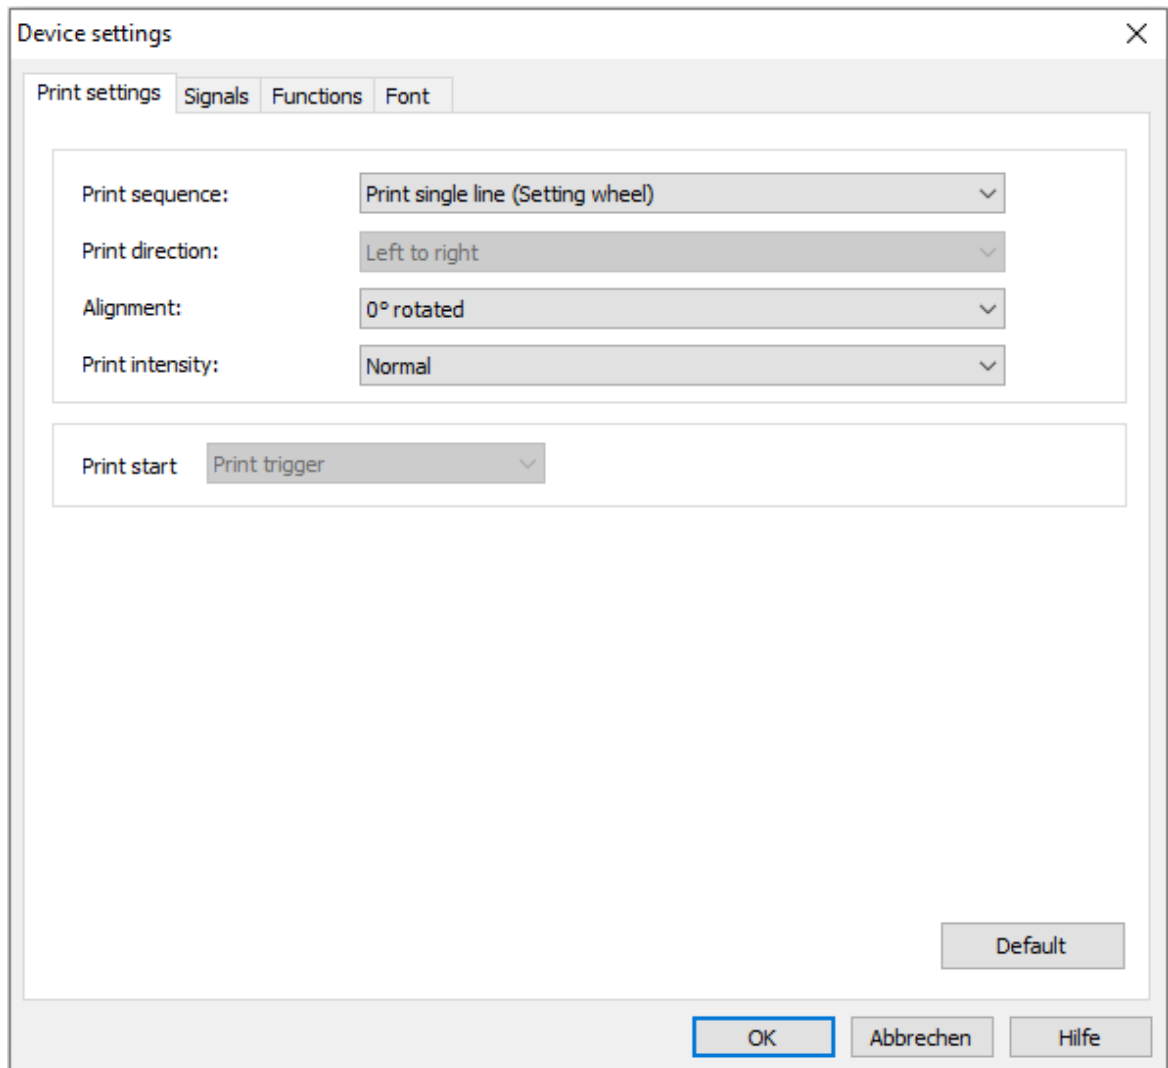 Device settings
Print settings Signals Functions Font
Print sequence: Print single line (Setting wheel)
Print direction: Left to right
Alignment: 0° rotated
Print intensity: Normal
Print start Print trigger
Default
OK Abbrechen Hilfe